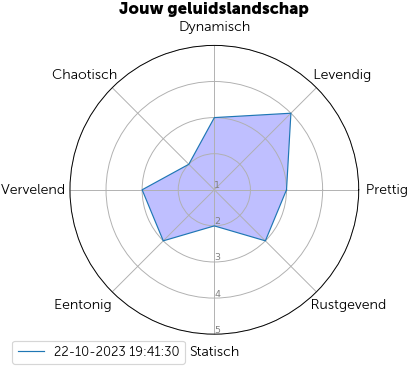 Jouw geluidslandschap
Dynamisch
Chaotisch
Levendig
Vervelend
1
Prettig
2
3
4
Eentonig
Rustgevend
5
22-10-2023 19:41:30
Statisch